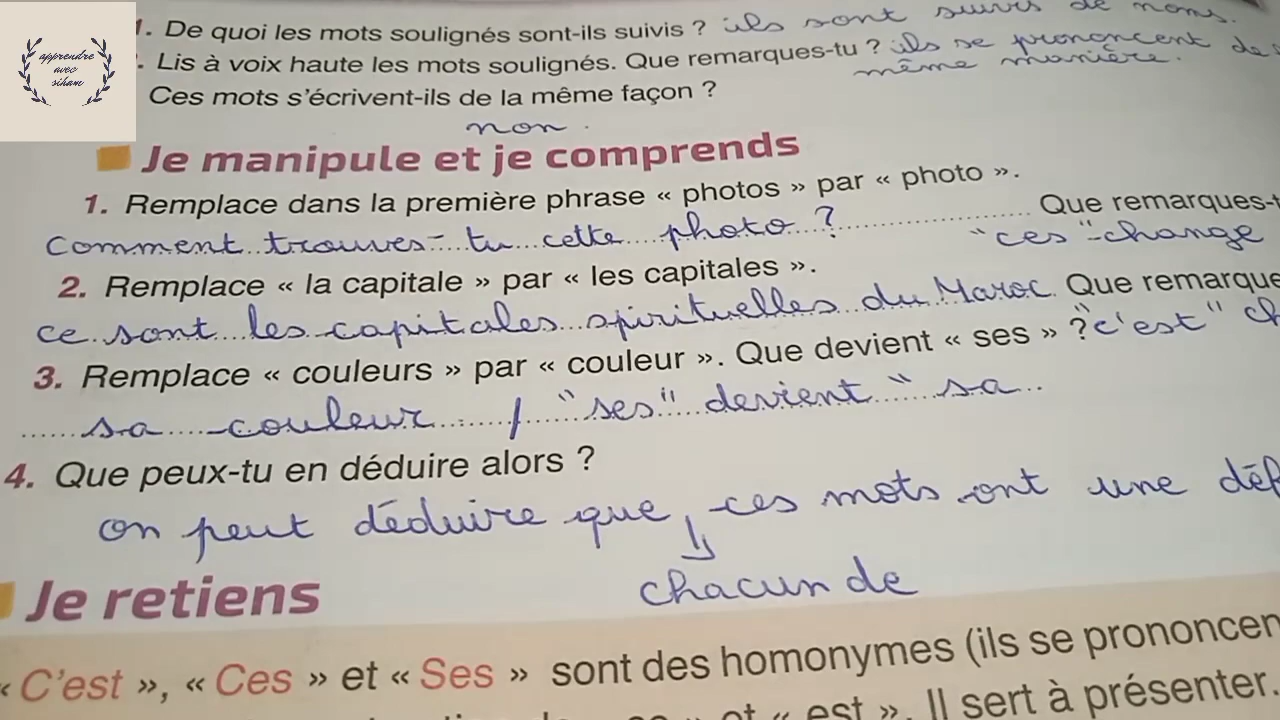 apprendre
avec
siham
1. De quoi les mots soulignés sont-ils suivis ? ils sont suivis de noms.
. Lis à voix haute les mots soulignés. Que remarques-tu ? ils se prononcent de
même manière.
Ces mots s'écrivent-ils de la même façon ?
non.
Je manipule et je comprends
1. Remplace dans la première phrase « photos » par « photo ».
comment trouves-tu cette photo ? Que remarques-t
"ces" change
2. Remplace « la capitale » par « les capitales ».
ce sont les capitales spirituelles du Maroc. Que remarque
3. Remplace « couleurs » par « couleur ». Que devient « ses » ? "c'est" ch
sa couleur / "ses" devient " sa
4. Que peux-tu en déduire alors ?
on peut déduire que ces mots ont une déf
chacun de
Je retiens
« C'est », « Ces » et « Ses » sont des homonymes (ils se prononcen
et « est ». Il sert à présenter.